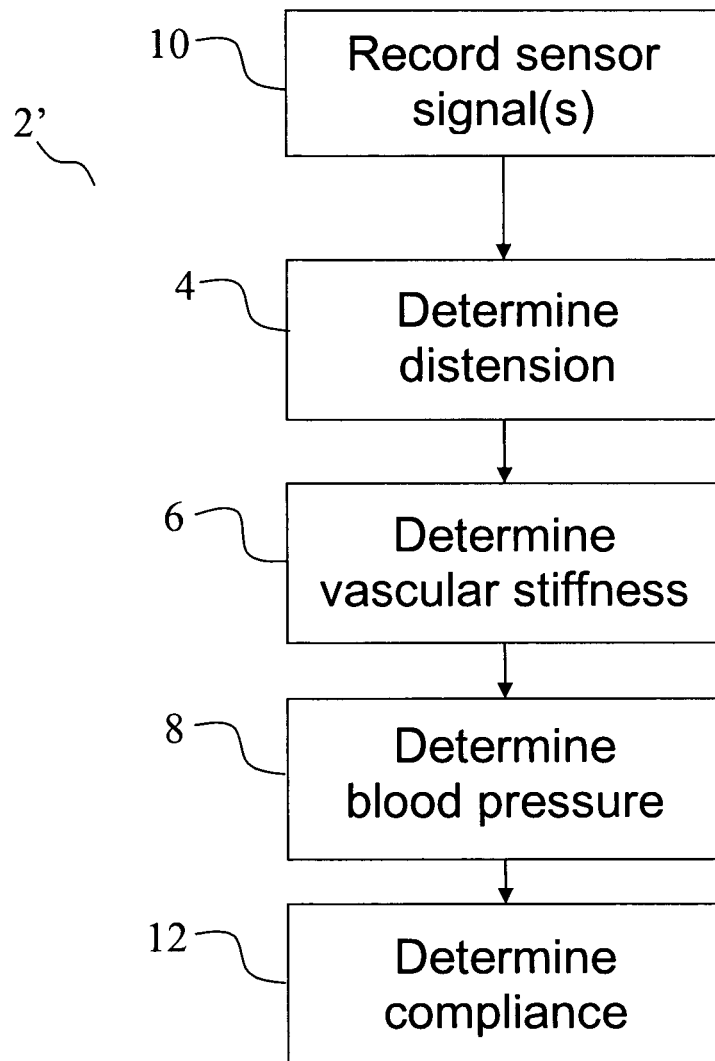 10
Record sensor
signal(s)
2’
4
Determine
distension
6
Determine
vascular stiffness
8
Determine
blood pressure
12
Determine
compliance